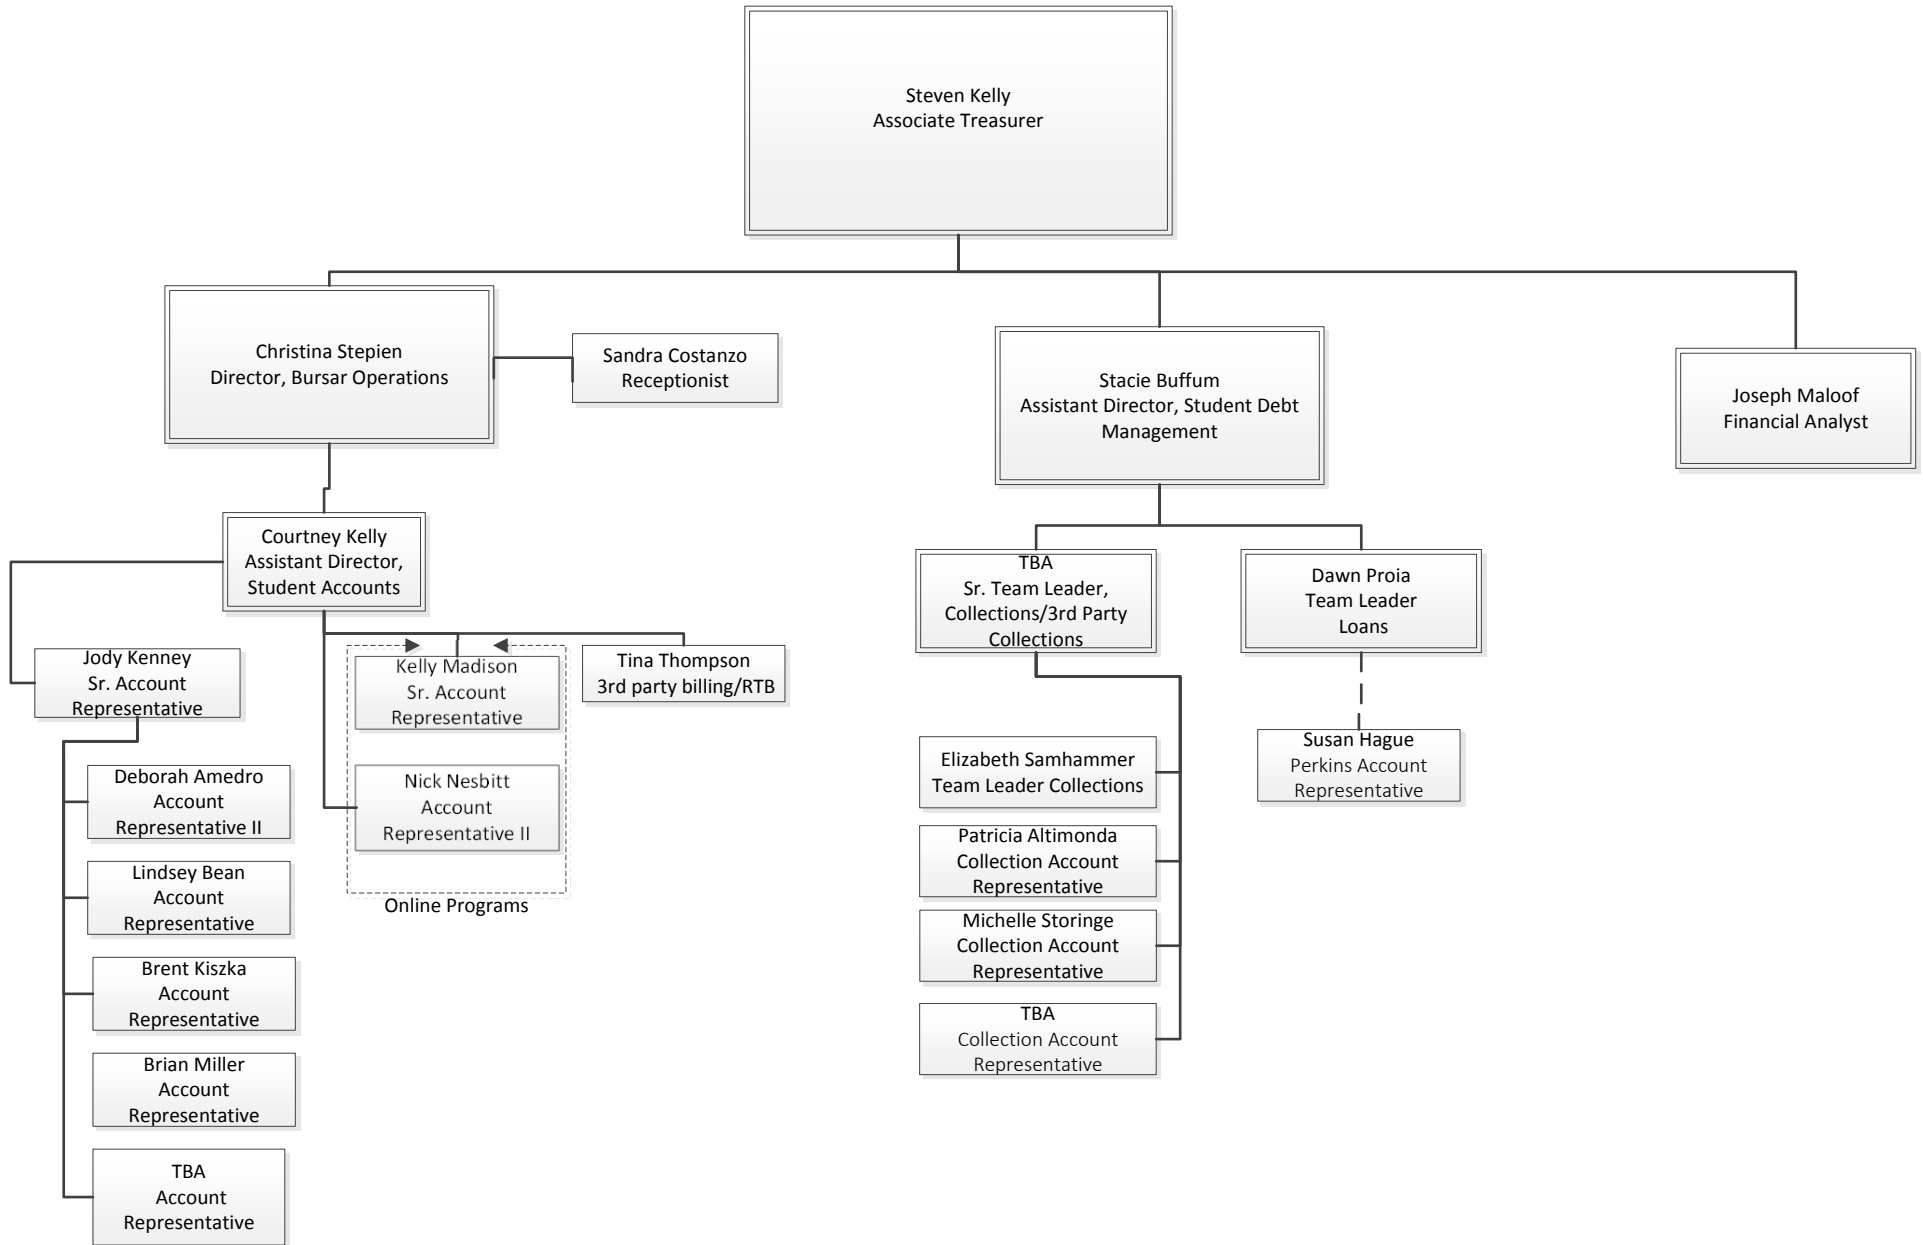 Steven Kelly
Associate Treasurer
Christina Stepien
Director, Bursar Operations
Sandra Costanzo
Receptionist
Stacie Buffum
Assistant Director, Student Debt
Management
Joseph Maloof
Financial Analyst
Courtney Kelly
Assistant Director,
Student Accounts
Jody Kenney
Sr. Account
Representative
Deborah Amedro
Account
Representative II
Lindsey Bean
Account
Representative
Brent Kiszka
Account
Representative
Brian Miller
Account
Representative
TBA
Account
Representative
Kelly Madison
Sr. Account
Representative
Nick Nesbitt
Account
Representative II
Online Programs
Tina Thompson
3rd party billing/RTB
TBA
Sr. Team Leader,
Collections/3rd Party
Collections
Elizabeth Samhammer
Team Leader Collections
Patricia Altimonda
Collection Account
Representative
Michelle Storinge
Collection Account
Representative
TBA
Collection Account
Representative
Dawn Proia
Team Leader
Loans
Susan Hague
Perkins Account
Representative